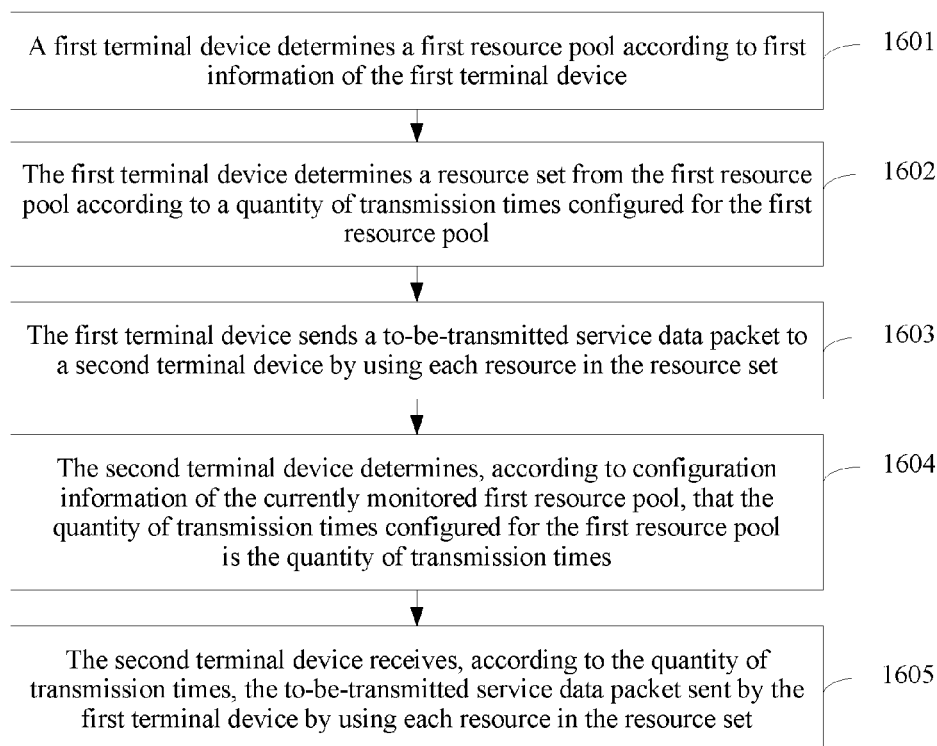 A first terminal device determines a first resource pool according to first
information of the first terminal device
1601
The first terminal device determines a resource set from the first resource
pool according to a quantity of transmission times configured for the first
resource pool
1602
The first terminal device sends a to-be-transmitted service data packet to
a second terminal device by using each resource in the resource set
1603
The second terminal device determines, according to configuration
information of the currently monitored first resource pool, that the
quantity of transmission times configured for the first resource pool
is the quantity of transmission times
1604
The second terminal device receives, according to the quantity of
transmission times, the to-be-transmitted service data packet sent by the
first terminal device by using each resource in the resource set
1605